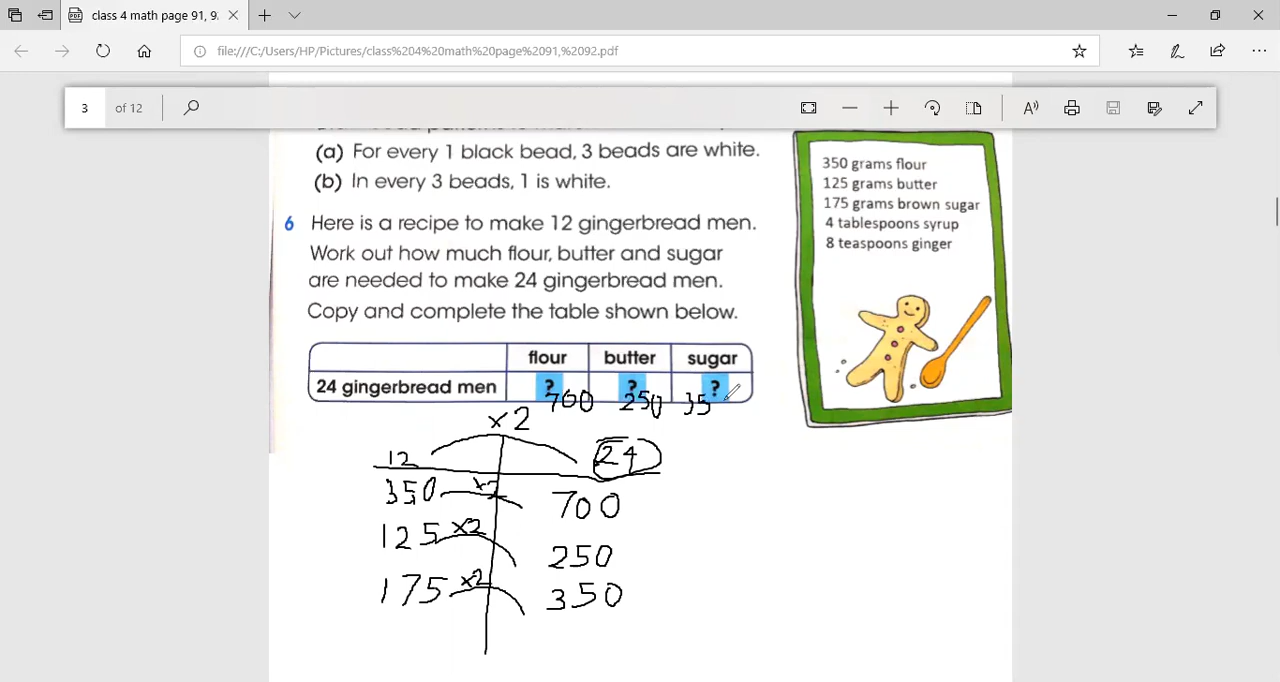 class 4 math page 91, 9.
file:///C:/Users/HP/Pictures/class%204%20math%20page%2091,%2092.pdf
3 of 12
(a) For every 1 black bead, 3 beads are white.
(b) In every 3 beads, 1 is white.
6 Here is a recipe to make 12 gingerbread men.
Work out how much flour, butter and sugar
are needed to make 24 gingerbread men.
Copy and complete the table shown below.
flour butter sugar
24 gingerbread men ? ? ?
700 250 35
350 grams flour
125 grams butter
175 grams brown sugar
4 tablespoons syrup
8 teaspoons ginger
×2
12 24
350 ×2 700
125 ×2 250
175 ×2 350